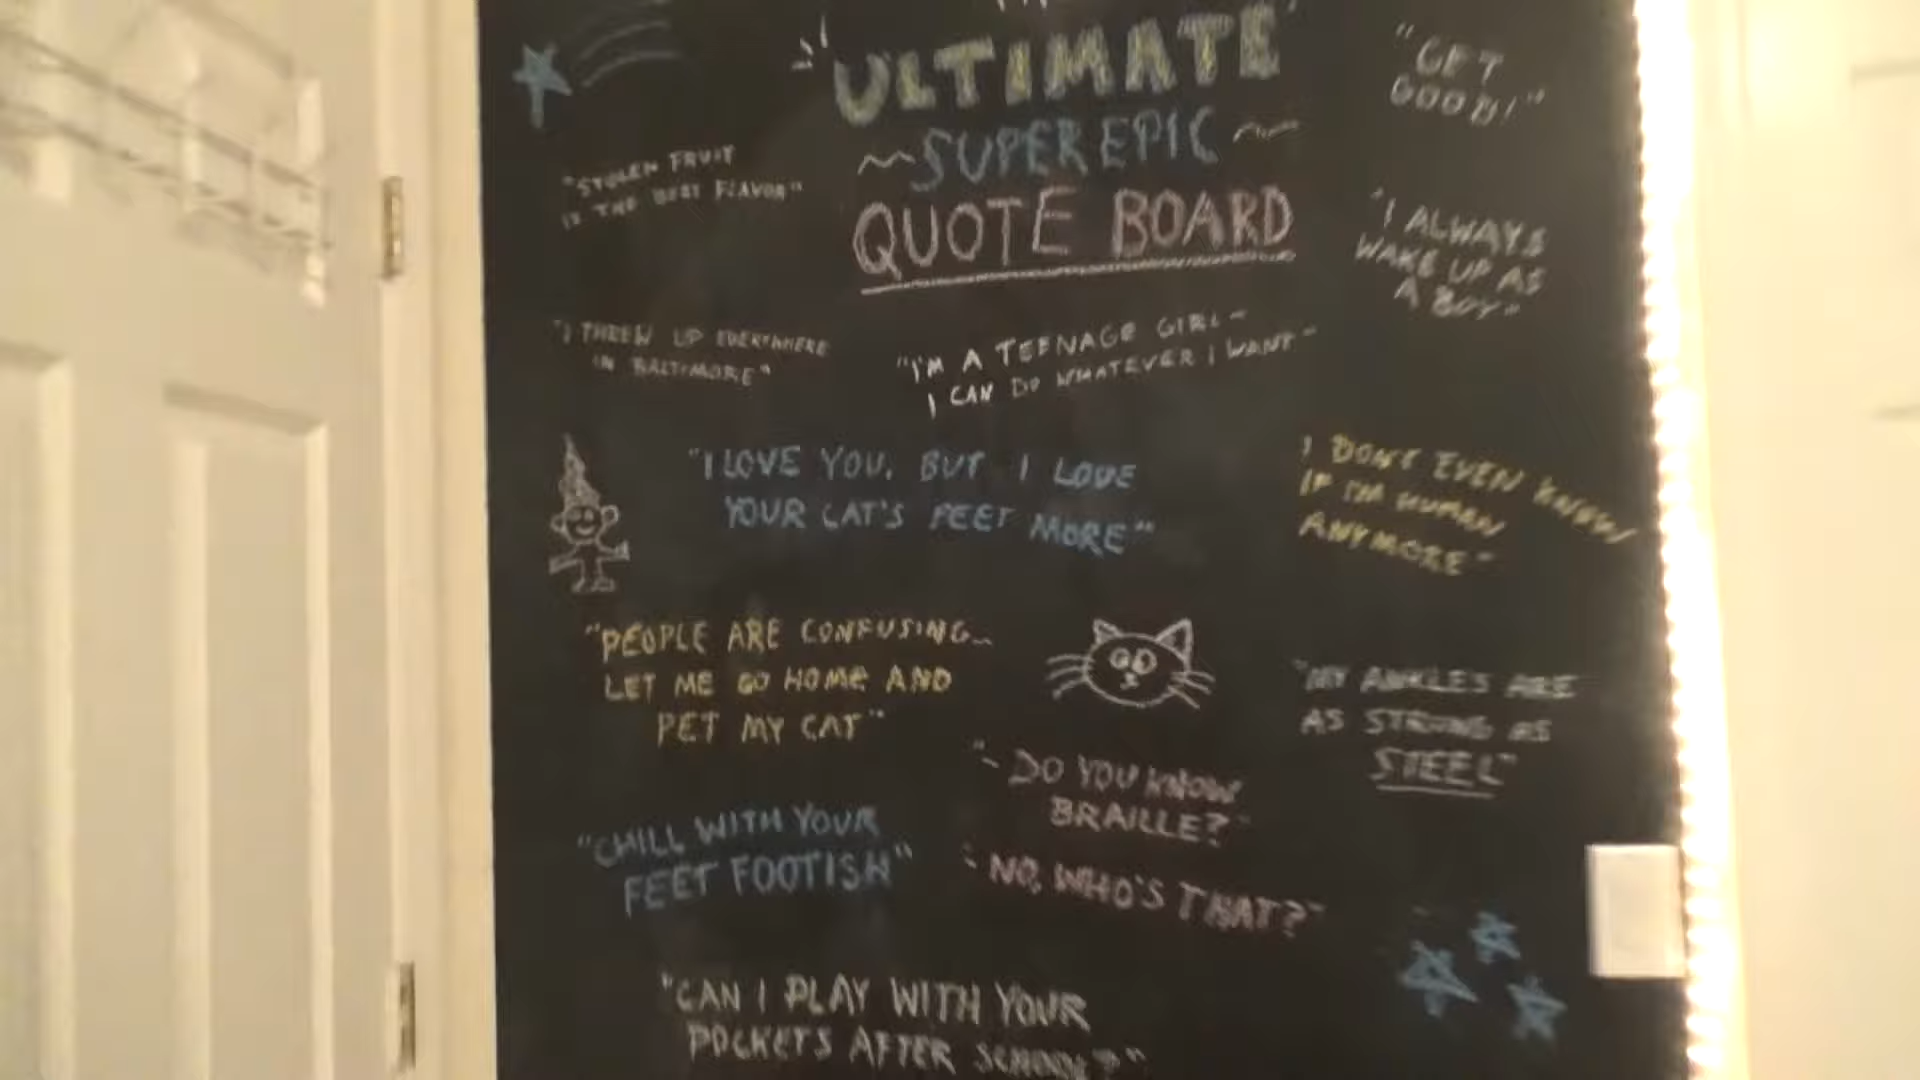 "ULTIMATE"
~SUPER EPIC~
QUOTE BOARD
"GET
GOOD!"
"STOLEN FRUIT
IS THE BEST FLAVOR"
"I ALWAYS
WAKE UP AS
A BOY"
"I THREW UP EVERYWHERE
IN BALTIMORE"
"I'M A TEENAGE GIRL-
I CAN DO WHATEVER I WANT"
"I LOVE YOU, BUT I LOVE
YOUR CAT'S FEET MORE"
I DON'T EVEN KNOW
IF I'M HUMAN
ANYMORE"
"PEOPLE ARE CONFUSING...
LET ME GO HOME AND
PET MY CAT"
"MY ANKLES ARE
AS STRONG AS
STEEL"
"- DO YOU KNOW
BRAILLE?"
"CHILL WITH YOUR
FEET FOOTISH"
"- NO, WHO'S THAT?"
"CAN I PLAY WITH YOUR
POCKETS AFTER SCHOOL?"